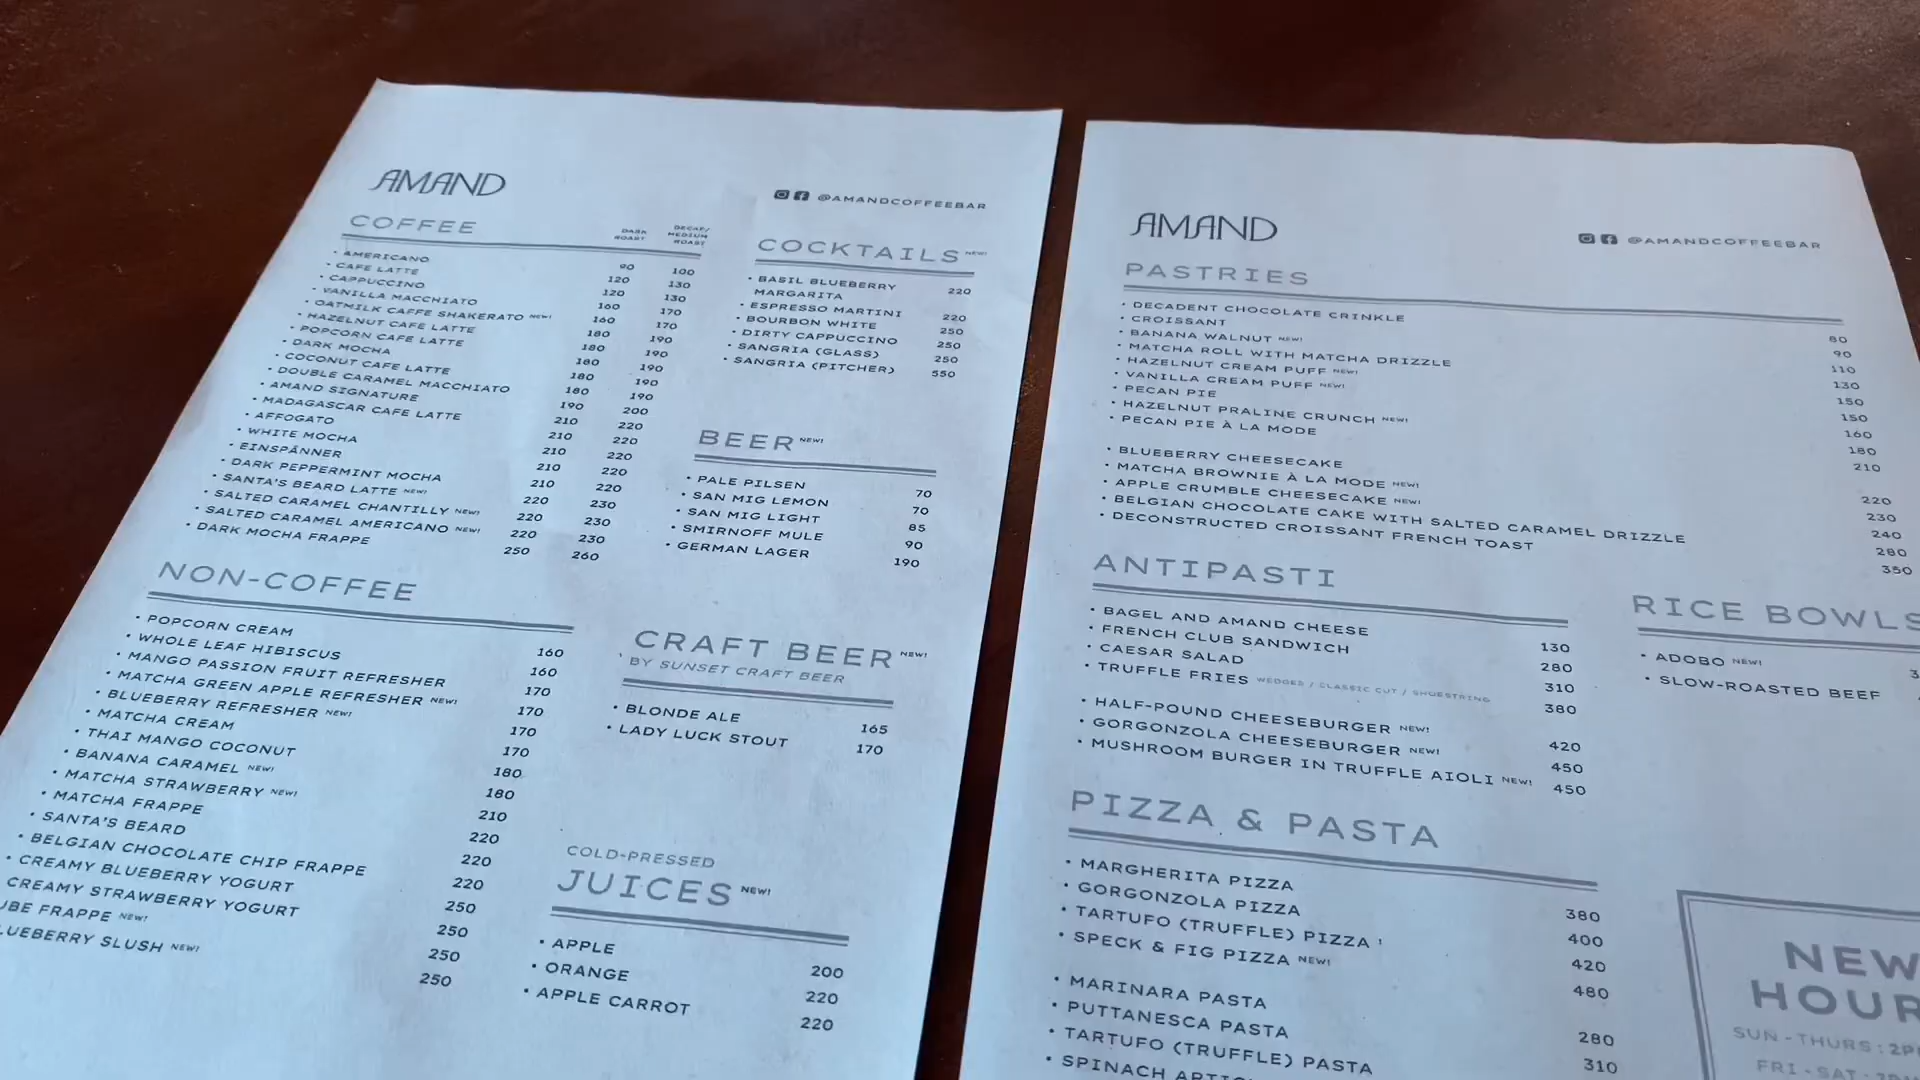 AMAND
@AMANDCOFFEEBAR
COFFEE
DARK ROAST
DECAF/ MEDIUM ROAST
• AMERICANO 90 100
• CAFE LATTE 120 130
• CAPPUCCINO 120 130
• VANILLA MACCHIATO 160 170
• OATMILK CAFFE SHAKERATO NEW! 160 170
• HAZELNUT CAFE LATTE 180 190
• POPCORN CAFE LATTE 180 190
• DARK MOCHA 180 190
• COCONUT CAFE LATTE 180 190
• DOUBLE CARAMEL MACCHIATO 180 190
• AMAND SIGNATURE 190 200
• MADAGASCAR CAFE LATTE 210 220
• AFFOGATO 210 220
• WHITE MOCHA 210 220
• EINSPÄNNER 210 220
• DARK PEPPERMINT MOCHA 210 220
• SANTA'S BEARD LATTE NEW! 220 230
• SALTED CARAMEL CHANTILLY NEW! 220 230
• SALTED CARAMEL AMERICANO NEW! 220 230
• DARK MOCHA FRAPPE 250 260
NON-COFFEE
• POPCORN CREAM 160
• WHOLE LEAF HIBISCUS 160
• MANGO PASSION FRUIT REFRESHER 170
• MATCHA GREEN APPLE REFRESHER NEW! 170
• BLUEBERRY REFRESHER NEW! 170
• MATCHA CREAM 170
• THAI MANGO COCONUT 180
• BANANA CARAMEL NEW! 180
• MATCHA STRAWBERRY NEW! 210
• MATCHA FRAPPE 220
• SANTA'S BEARD 220
• BELGIAN CHOCOLATE CHIP FRAPPE 220
• CREAMY BLUEBERRY YOGURT 250
CREAMY STRAWBERRY YOGURT 250
UBE FRAPPE NEW! 250
LUEBERRY SLUSH NEW! 250
COCKTAILS NEW!
• BASIL BLUEBERRY MARGARITA 220
• ESPRESSO MARTINI 220
• BOURBON WHITE 250
• DIRTY CAPPUCCINO 250
• SANGRIA (GLASS) 250
• SANGRIA (PITCHER) 550
BEER NEW!
• PALE PILSEN 70
• SAN MIG LEMON 70
• SAN MIG LIGHT 85
• SMIRNOFF MULE 90
• GERMAN LAGER 190
CRAFT BEER NEW!
BY SUNSET CRAFT BEER
• BLONDE ALE 165
• LADY LUCK STOUT 170
COLD-PRESSED
JUICES NEW!
• APPLE 200
• ORANGE 220
• APPLE CARROT 220
AMAND
@AMANDCOFFEEBAR
PASTRIES
• DECADENT CHOCOLATE CRINKLE 80
• CROISSANT 90
• BANANA WALNUT NEW! 110
• MATCHA ROLL WITH MATCHA DRIZZLE 130
• HAZELNUT CREAM PUFF NEW! 150
• VANILLA CREAM PUFF NEW! 150
• PECAN PIE 160
• HAZELNUT PRALINE CRUNCH NEW! 180
• PECAN PIE À LA MODE 210
• BLUEBERRY CHEESECAKE 220
• MATCHA BROWNIE À LA MODE NEW! 230
• APPLE CRUMBLE CHEESECAKE NEW! 240
• BELGIAN CHOCOLATE CAKE WITH SALTED CARAMEL DRIZZLE 280
• DECONSTRUCTED CROISSANT FRENCH TOAST 350
ANTIPASTI
• BAGEL AND AMAND CHEESE 130
• FRENCH CLUB SANDWICH 280
• CAESAR SALAD 310
• TRUFFLE FRIES WEDGES / CLASSIC CUT / SHOESTRING 380
• HALF-POUND CHEESEBURGER NEW! 420
• GORGONZOLA CHEESEBURGER NEW! 450
• MUSHROOM BURGER IN TRUFFLE AIOLI NEW! 450
RICE BOWLS
• ADOBO NEW! 3
• SLOW-ROASTED BEEF
PIZZA & PASTA
• MARGHERITA PIZZA 380
• GORGONZOLA PIZZA 400
• TARTUFO (TRUFFLE) PIZZA 420
• SPECK & FIG PIZZA NEW! 480
• MARINARA PASTA 280
• PUTTANESCA PASTA 310
• TARTUFO (TRUFFLE) PASTA
• SPINACH
NEW
HOUR
SUN - THURS : 2P
FRI - SAT :